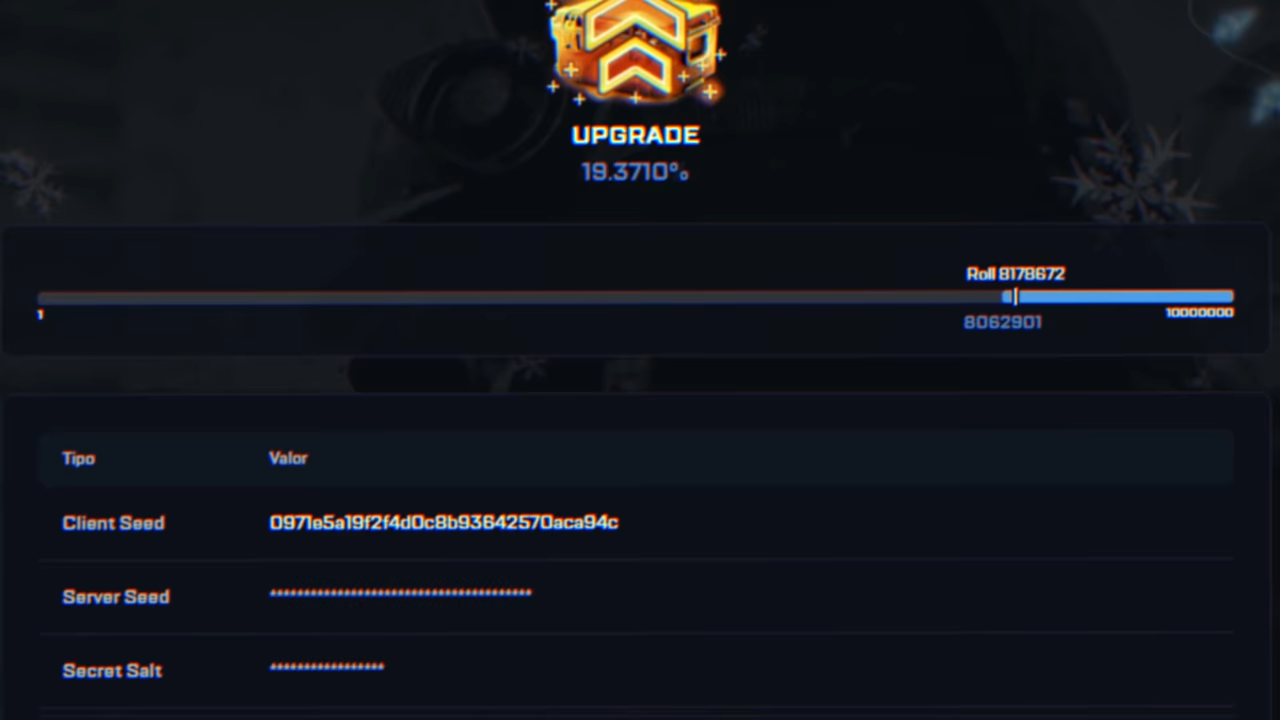 UPGRADE
19.3710%
Roll 8178672
1
8062901
10000000
Tipo Valor
Client Seed 0971e5a19f2f4d0c8b93642570aca94c
Server Seed ****************************************
Secret Salt *****************